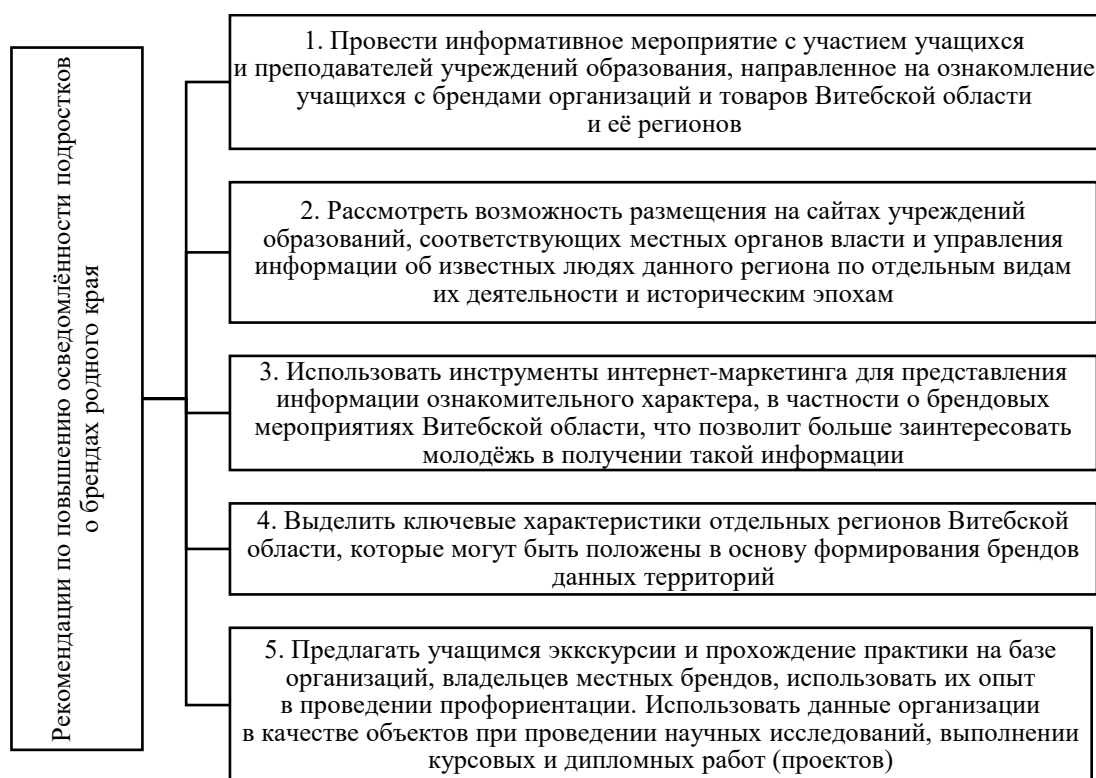 Рекомендации по повышению осведомлённости подростков
о брендах родного края
1. Провести информативное мероприятие с участием учащихся
и преподавателей учреждений образования, направленное на ознакомление
учащихся с брендами организаций и товаров Витебской области
и её регионов
2. Рассмотреть возможность размещения на сайтах учреждений
образований, соответствующих местных органов власти и управления
информации об известных людях данного региона по отдельным видам
их деятельности и историческим эпохам
3. Использовать инструменты интернет-маркетинга для представления
информации ознакомительного характера, в частности о брендовых
мероприятиях Витебской области, что позволит больше заинтересовать
молодёжь в получении такой информации
4. Выделить ключевые характеристики отдельных регионов Витебской
области, которые могут быть положены в основу формирования брендов
данных территорий
5. Предлагать учащимся эккскурсии и прохождение практики на базе
организаций, владельцев местных брендов, использовать их опыт
в проведении профориентации. Использовать данные организации
в качестве объектов при проведении научных исследований, выполнении
курсовых и дипломных работ (проектов)